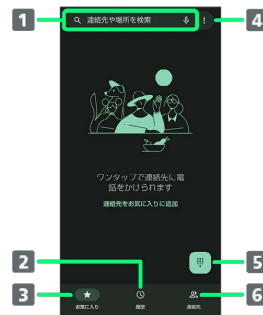 1
連絡先や場所を検索
4
ワンタップで連絡先に電
話をかけられます
連絡先をお気に入りに追加
2
5
3
お気に入り
履歴
連絡先
6